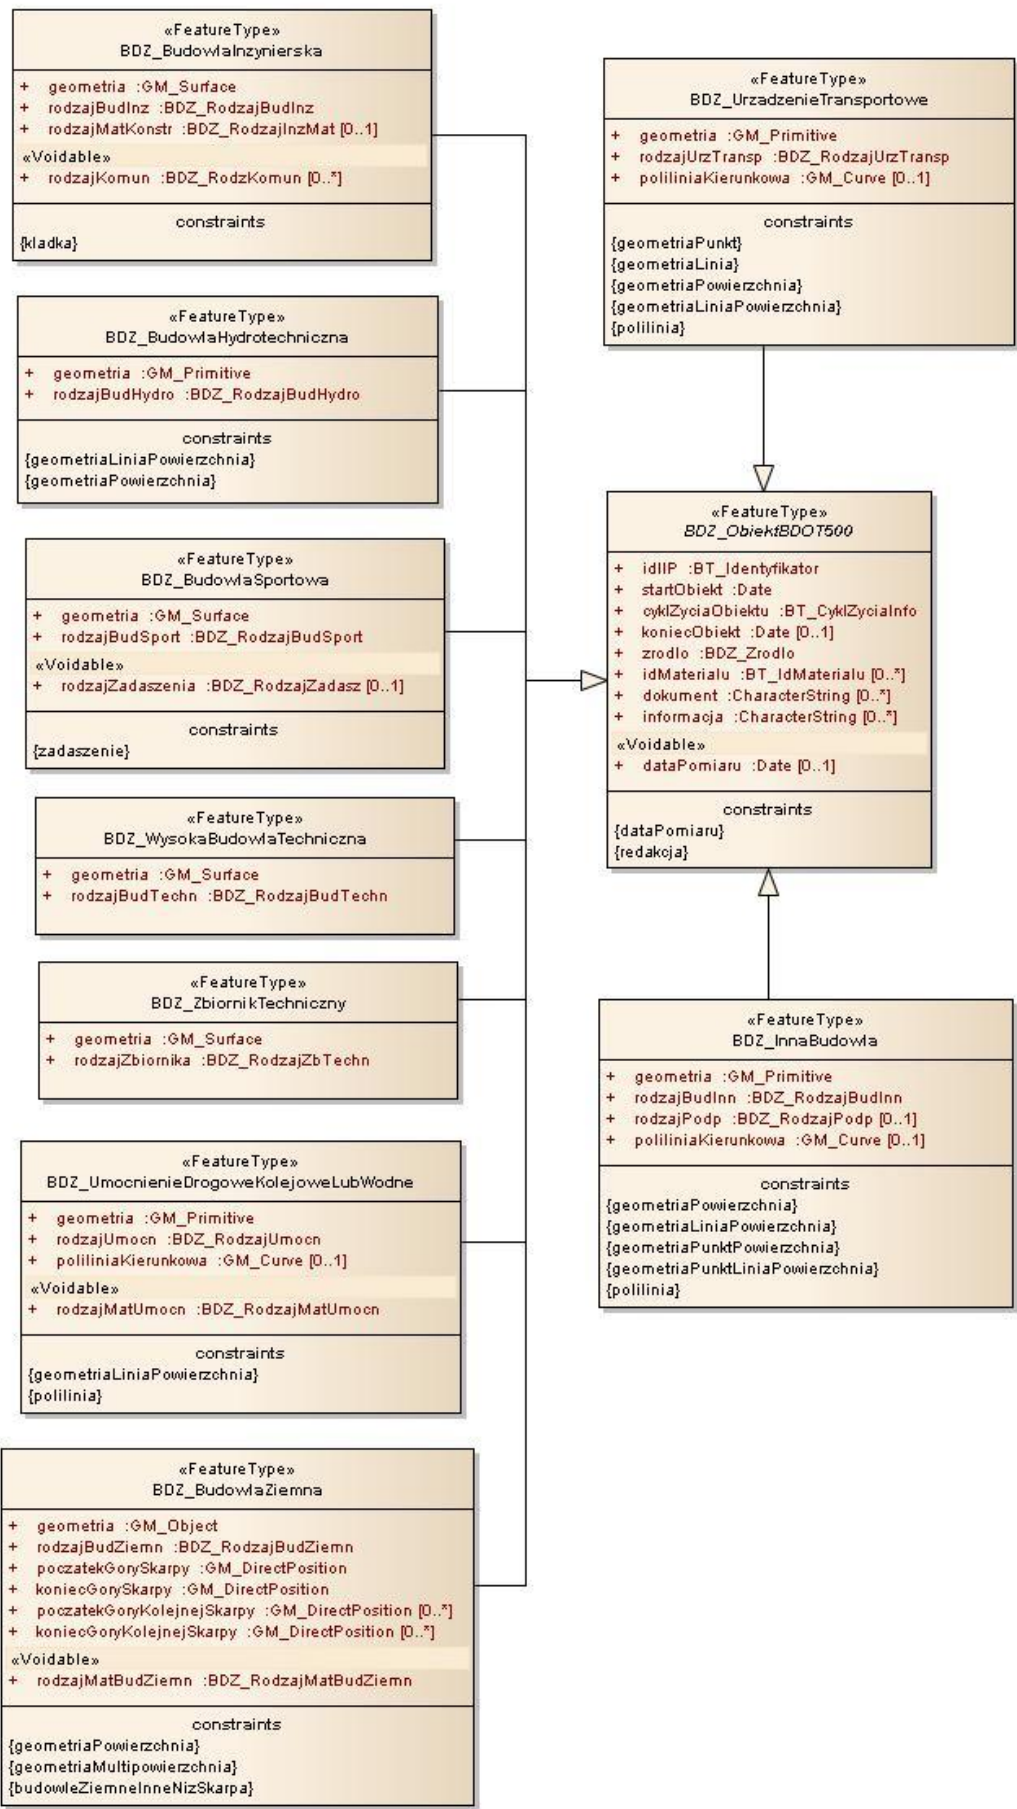 «FeatureType»
BDZ_BudowlaInzynierska
+ geometria :GM_Surface
+ rodzajBudInz :BDZ_RodzajBudInz
+ rodzajMatKonstr :BDZ_RodzajInzMat [0..1]
«Voidable»
+ rodzajKomun :BDZ_RodzKomun [0..*]
constraints
{kladka}
«FeatureType»
BDZ_BudowlaHydrotechniczna
+ geometria :GM_Primitive
+ rodzajBudHydro :BDZ_RodzajBudHydro
constraints
{geometriaLiniaPowierzchnia}
{geometriaPowierzchnia}
«FeatureType»
BDZ_BudowlaSportowa
+ geometria :GM_Surface
+ rodzajBudSport :BDZ_RodzajBudSport
«Voidable»
+ rodzajZadaszenia :BDZ_RodzajZadasz [0..1]
constraints
{zadaszenie}
«FeatureType»
BDZ_WysokaBudowlaTechniczna
+ geometria :GM_Surface
+ rodzajBudTechn :BDZ_RodzajBudTechn
«FeatureType»
BDZ_ZbiornikTechniczny
+ geometria :GM_Surface
+ rodzajZbiornika :BDZ_RodzajZbTechn
«FeatureType»
BDZ_UmocnienieDrogoweKolejoweLubWodne
+ geometria :GM_Primitive
+ rodzajUmocn :BDZ_RodzajUmocn
+ poliliniaKierunkowa :GM_Curve [0..1]
«Voidable»
+ rodzajMatUmocn :BDZ_RodzajMatUmocn
constraints
{geometriaLiniaPowierzchnia}
{polilinia}
«FeatureType»
BDZ_BudowlaZiemna
+ geometria :GM_Object
+ rodzajBudZiemn :BDZ_RodzajBudZiemn
+ poczatekGorySkarpy :GM_DirectPosition
+ koniecGorySkarpy :GM_DirectPosition
+ poczatekGoryKolejnejSkarpy :GM_DirectPosition [0..*]
+ koniecGoryKolejnejSkarpy :GM_DirectPosition [0..*]
«Voidable»
+ rodzajMatBudZiemn :BDZ_RodzajMatBudZiemn
constraints
{geometriaPowierzchnia}
{geometriaMultipowierzchnia}
{budowleZiemneInneNizSkarpa}
«FeatureType»
BDZ_UrzadzenieTransportowe
+ geometria :GM_Primitive
+ rodzajUrzTransp :BDZ_RodzajUrzTransp
+ poliliniaKierunkowa :GM_Curve [0..1]
constraints
{geometriaPunkt}
{geometriaLinia}
{geometriaPowierzchnia}
{geometriaLiniaPowierzchnia}
{polilinia}
«FeatureType»
BDZ_ObiektBDOT500
+ idIIP :BT_Identyfikator
+ startObiekt :Date
+ cyklZyciaObiektu :BT_CyklZyciaInfo
+ koniecObiekt :Date [0..1]
+ zrodlo :BDZ_Zrodlo
+ idMaterialu :BT_IdMaterialu [0..*]
+ dokument :CharacterString [0..*]
+ informacja :CharacterString [0..*]
«Voidable»
+ dataPomiaru :Date [0..1]
constraints
{dataPomiaru}
{redakcja}
«FeatureType»
BDZ_InnaBudowla
+ geometria :GM_Primitive
+ rodzajBudInn :BDZ_RodzajBudInn
+ rodzajPodp :BDZ_RodzajPodp [0..1]
+ poliliniaKierunkowa :GM_Curve [0..1]
constraints
{geometriaPowierzchnia}
{geometriaLiniaPowierzchnia}
{geometriaPunktPowierzchnia}
{geometriaPunktLiniaPowierzchnia}
{polilinia}